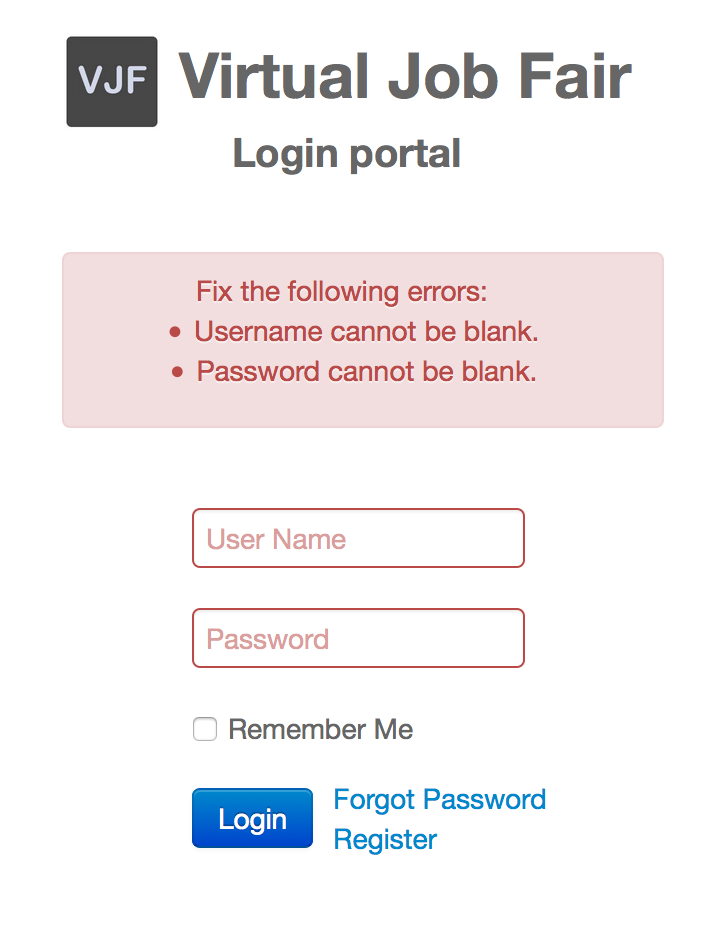 VJF Virtual Job Fair
Login portal
Fix the following errors:
• Username cannot be blank.
• Password cannot be blank.
User Name
Password
Remember Me
Login
Forgot Password
Register